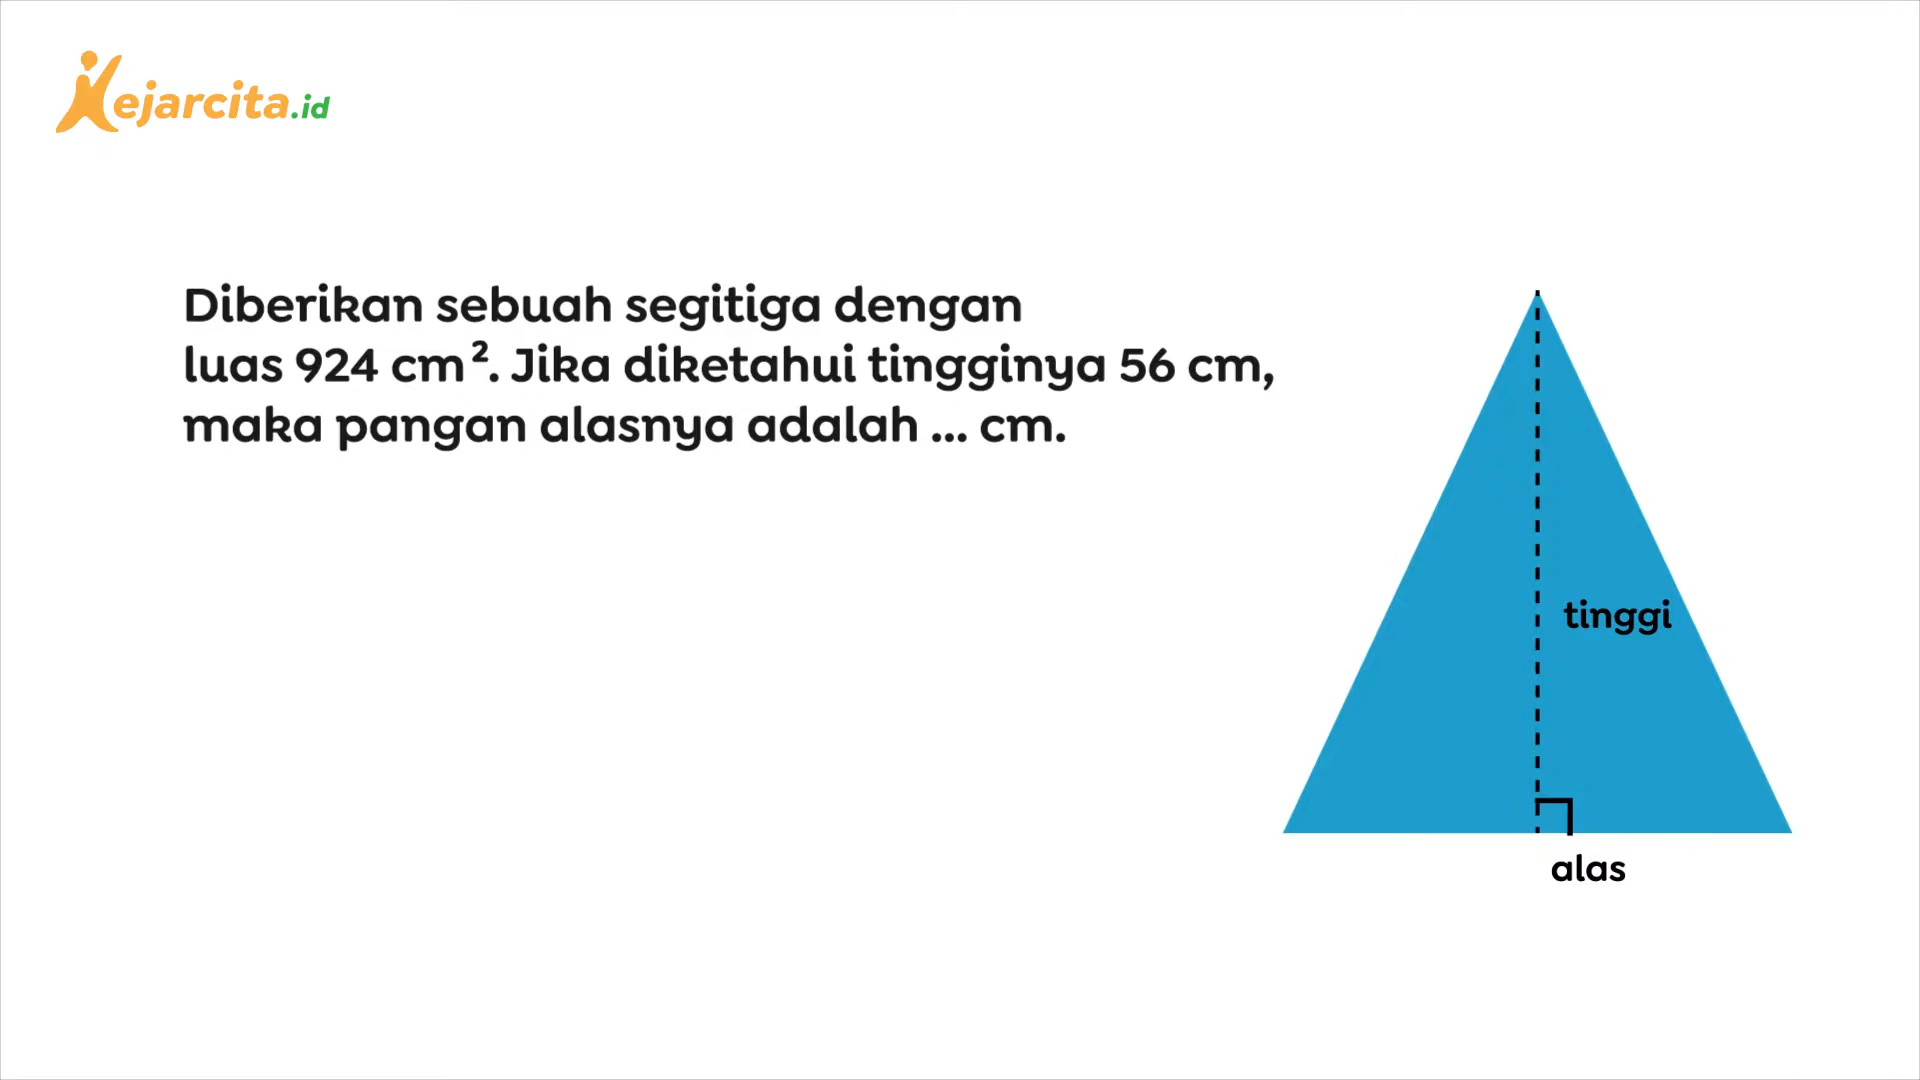 Kejarcita.id
Diberikan sebuah segitiga dengan
luas 924 cm². Jika diketahui tingginya 56 cm,
maka pangan alasnya adalah ... cm.
tinggi
alas